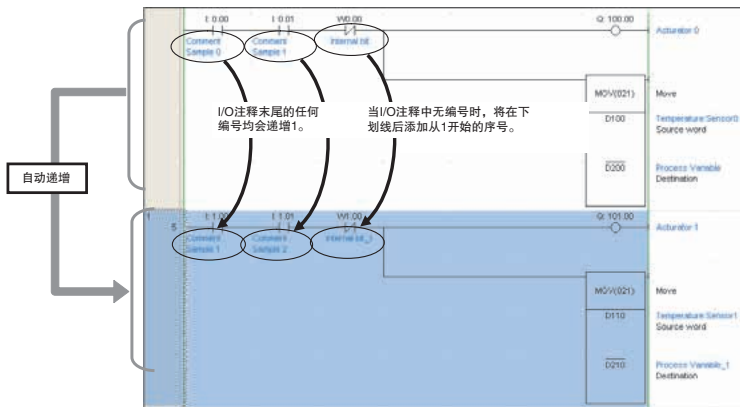 I: 0.00 I: 0.01 W0.00 Q: 100.00
Comment Comment Internal bit Acturator 0
Sample 0 Sample 1
MOV(021) Move
I/O注释末尾的任何
编号均会递增1。
当I/O注释中无编号时，将在下
划线后添加从1开始的序号。
D100 Temperature Sensor0
Source word
D200 Process Variable
Destination
自动递增
1
5
I: 1.00 I: 1.01 W1.00 Q: 101.00
Comment Comment Internal bit_1 Acturator 1
Sample 1 Sample 2
MOV(021) Move
D110 Temperature Sensor1
Source word
D210 Process Variable_1
Destination